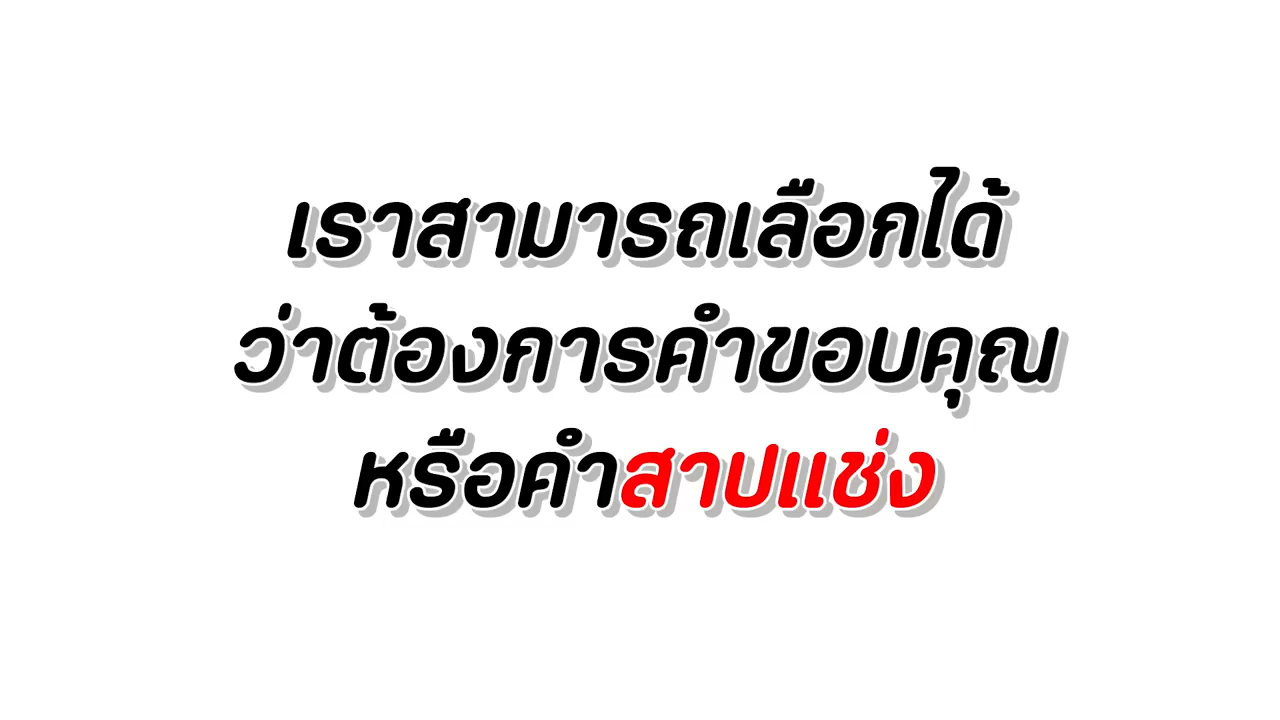 เราสามารถเลือกได้
ว่าต้องการคำขอบคุณ
หรือคำสาปแช่ง